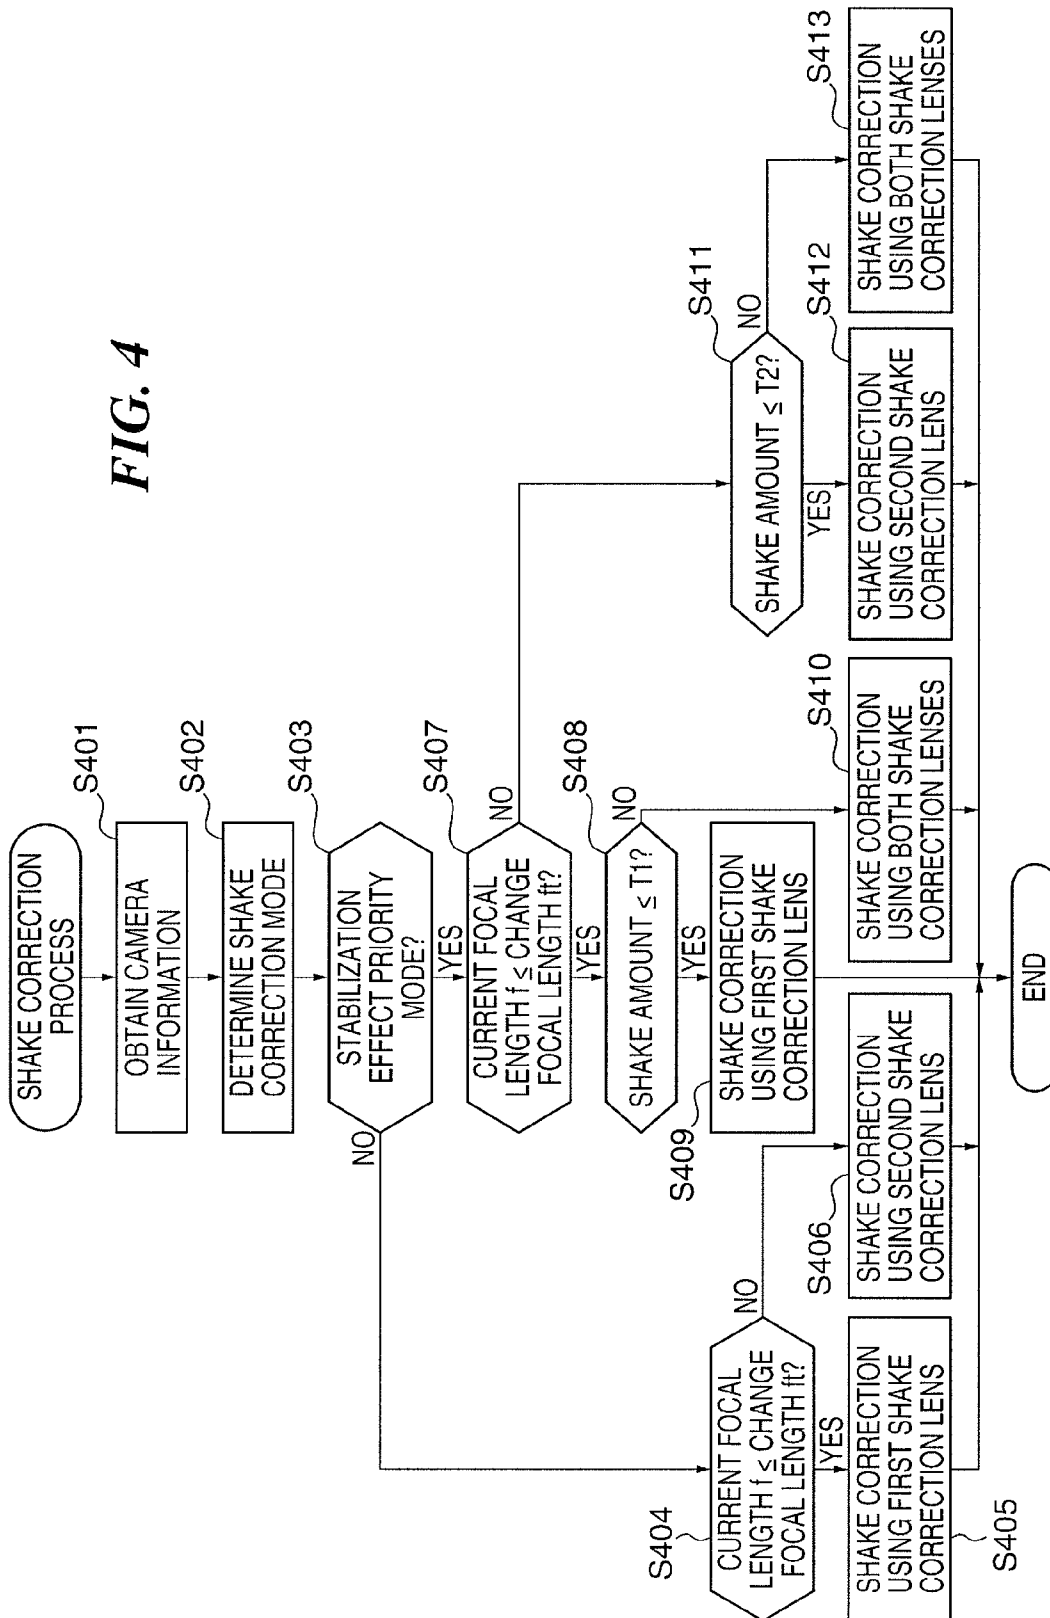 FIG. 4
SHAKE CORRECTION
PROCESS
S401
OBTAIN CAMERA
INFORMATION
S402
DETERMINE SHAKE
CORRECTION MODE
S403
STABILIZATION
EFFECT PRIORITY
MODE?
NO
YES
S407
CURRENT FOCAL
LENGTH f ≤ CHANGE
FOCAL LENGTH ft?
NO
YES
S408
SHAKE AMOUNT ≤ T1?
NO
YES
S404
CURRENT FOCAL
LENGTH f ≤ CHANGE
FOCAL LENGTH ft?
NO
YES
S409
SHAKE CORRECTION
USING FIRST SHAKE
CORRECTION LENS
S411
SHAKE AMOUNT ≤ T2?
NO
YES
S405
SHAKE CORRECTION
USING FIRST SHAKE
CORRECTION LENS
S406
SHAKE CORRECTION
USING SECOND SHAKE
CORRECTION LENS
S410
SHAKE CORRECTION
USING BOTH SHAKE
CORRECTION LENSES
S412
SHAKE CORRECTION
USING SECOND SHAKE
CORRECTION LENS
S413
SHAKE CORRECTION
USING BOTH SHAKE
CORRECTION LENSES
END